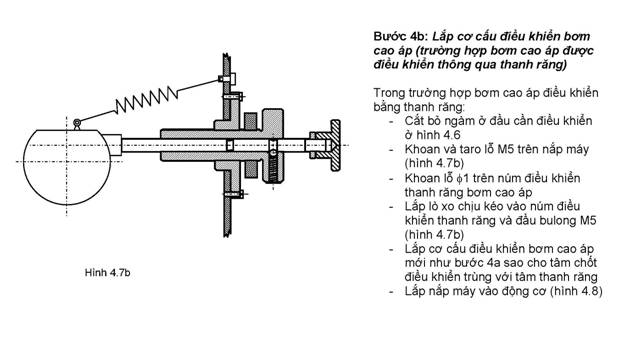 Bước 4b: Lắp cơ cấu điều khiển bơm
cao áp (trường hợp bơm cao áp được
điều khiển thông qua thanh răng)
Trong trường hợp bơm cao áp điều khiển
bằng thanh răng:
- Cắt bỏ ngàm ở đầu cần điều khiển
ở hình 4.6
- Khoan và taro lỗ M5 trên nắp máy
(hình 4.7b)
- Khoan lỗ ϕ1 trên núm điều khiển
thanh răng bơm cao áp
- Lắp lò xo chịu kéo vào núm điều
khiển thanh răng và đầu bulong M5
(hình 4.7b)
- Lắp cơ cấu điều khiển bơm cao áp
mới như bước 4a sao cho tâm chốt
điều khiển trùng với tâm thanh răng
- Lắp nắp máy vào động cơ (hình 4.8)
Hình 4.7b